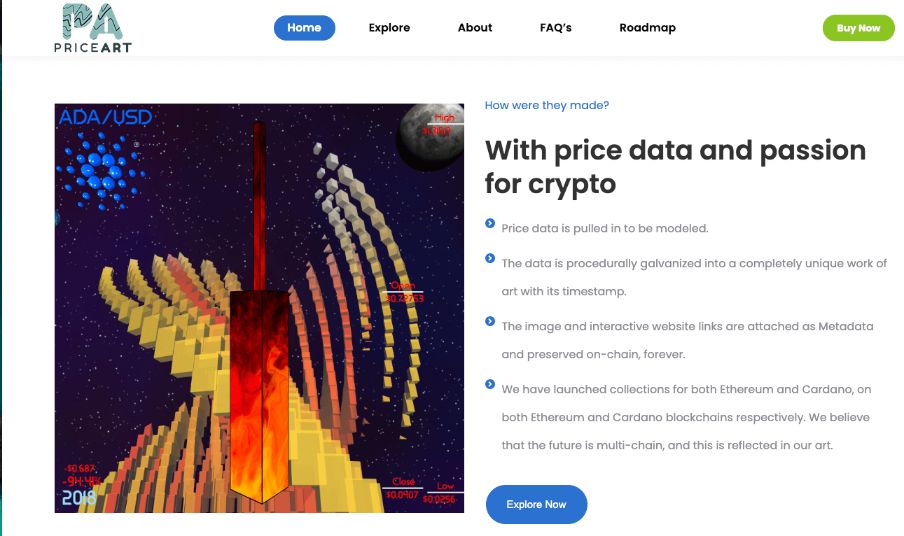 PA
PRICEART
Home
Explore
About
FAQ's
Roadmap
Buy Now
ADA/USD
High
Open
$0.72753
-$0.687
-94.41%
2018
Close
$0.0407
Low
$0.0256
How were they made?
With price data and passion
for crypto
Price data is pulled in to be modeled.
The data is procedurally galvanized into a completely unique work of
art with its timestamp.
The image and interactive website links are attached as Metadata
and preserved on-chain, forever.
We have launched collections for both Ethereum and Cardano, on
both Ethereum and Cardano blockchains respectively. We believe
that the future is multi-chain, and this is reflected in our art.
Explore Now